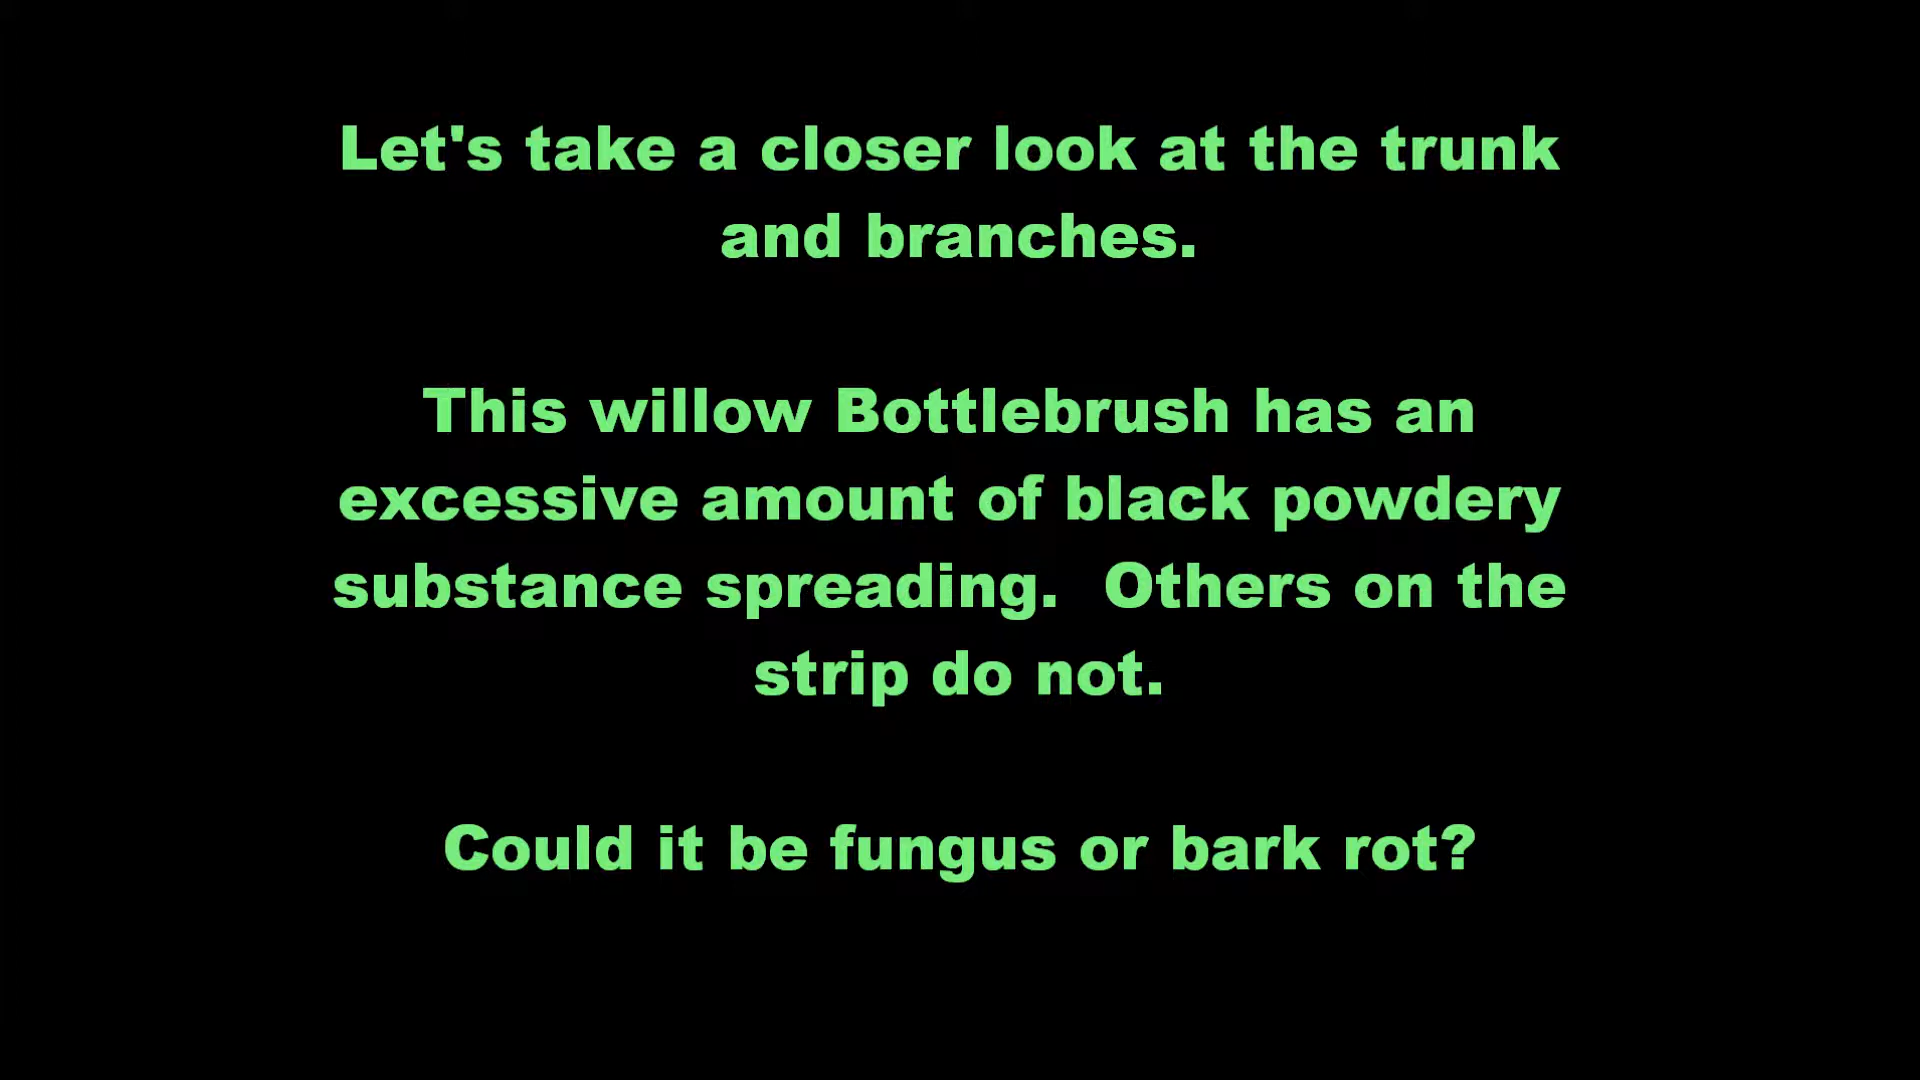 Let's take a closer look at the trunk
and branches.
This willow Bottlebrush has an
excessive amount of black powdery
substance spreading.  Others on the
strip do not.
Could it be fungus or bark rot?